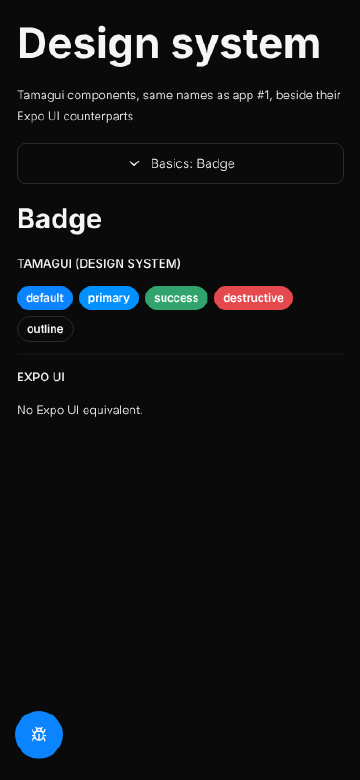 Design system
Tamagui components, same names as app #1, beside their
Expo UI counterparts
Basics: Badge
Badge
TAMAGUI (DESIGN SYSTEM)
default primary success destructive
outline
EXPO UI
No Expo UI equivalent.